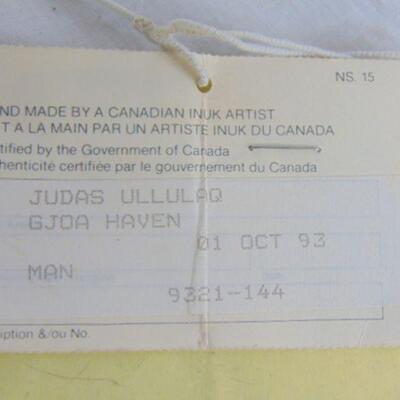 NS. 15
ND MADE BY A CANADIAN INUK ARTIST
T A LA MAIN PAR UN ARTISTE INUK DU CANADA
tified by the Government of Canada
thenticité certifiée par le gouvernement du Canada
JUDAS ULLULAQ
GJOA HAVEN
01 OCT 93
MAN
9321-144
iption &/ou No.